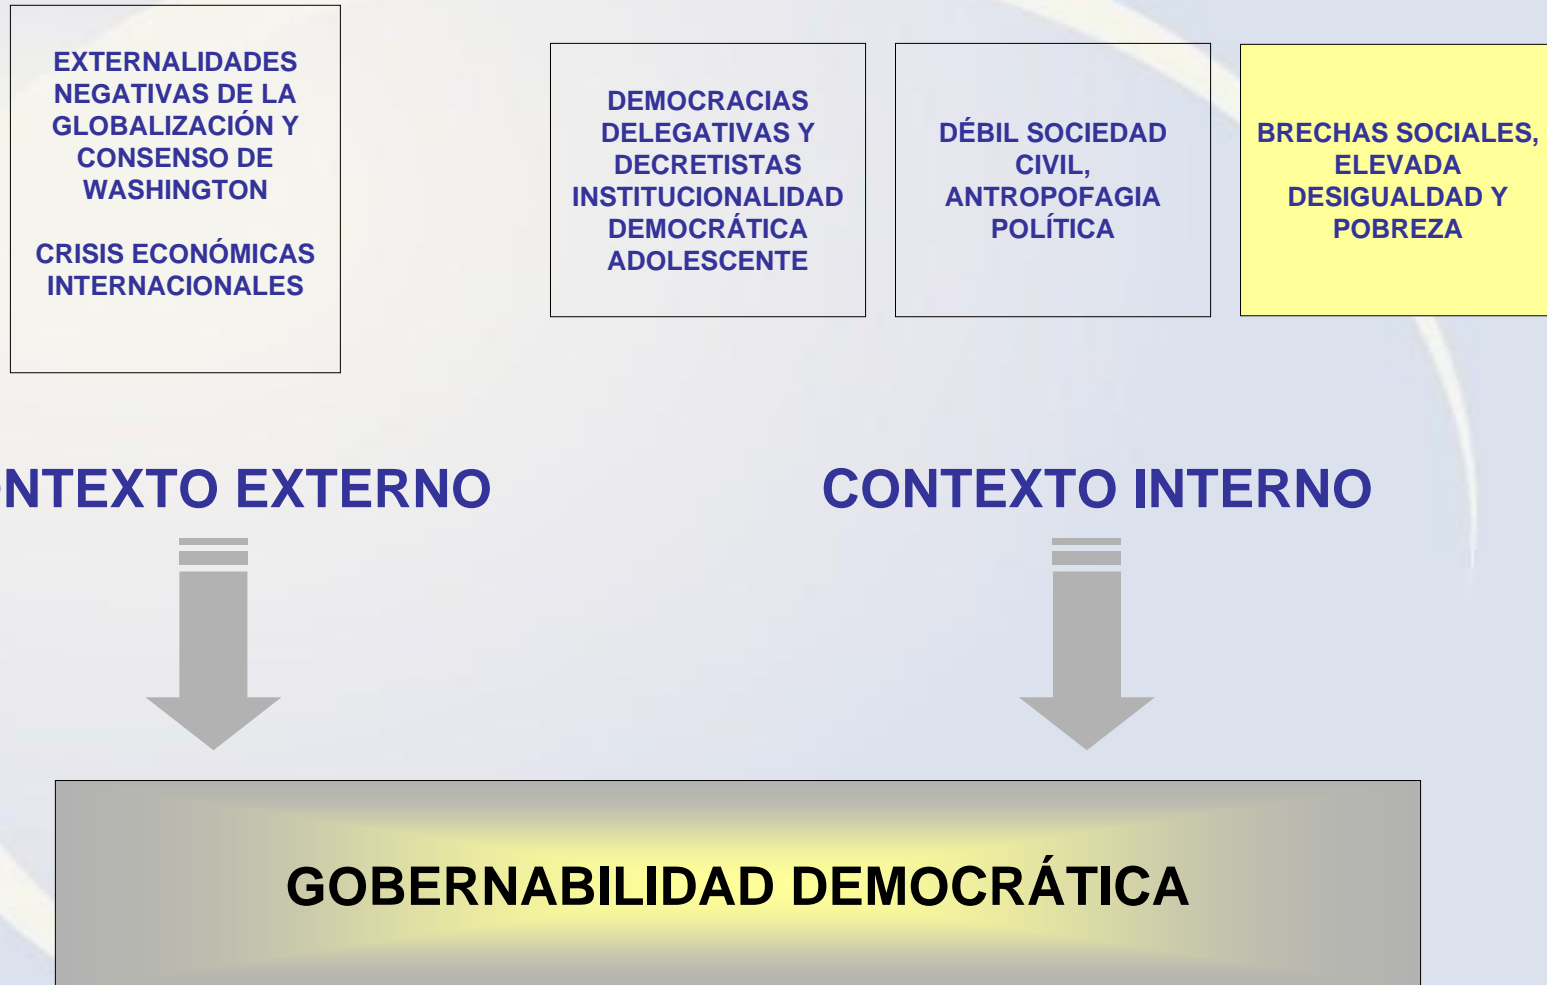 EXTERNALIDADES
NEGATIVAS DE LA
GLOBALIZACIÓN Y
CONSENSO DE
WASHINGTON
CRISIS ECONÓMICAS
INTERNACIONALES
DEMOCRACIAS
DELEGATIVAS Y
DECRETISTAS
INSTITUCIONALIDAD
DEMOCRÁTICA
ADOLESCENTE
DÉBIL SOCIEDAD
CIVIL,
ANTROPOFAGIA
POLÍTICA
BRECHAS SOCIALES,
ELEVADA
DESIGUALDAD Y
POBREZA
NTEXTO EXTERNO
CONTEXTO INTERNO
GOBERNABILIDAD DEMOCRÁTICA